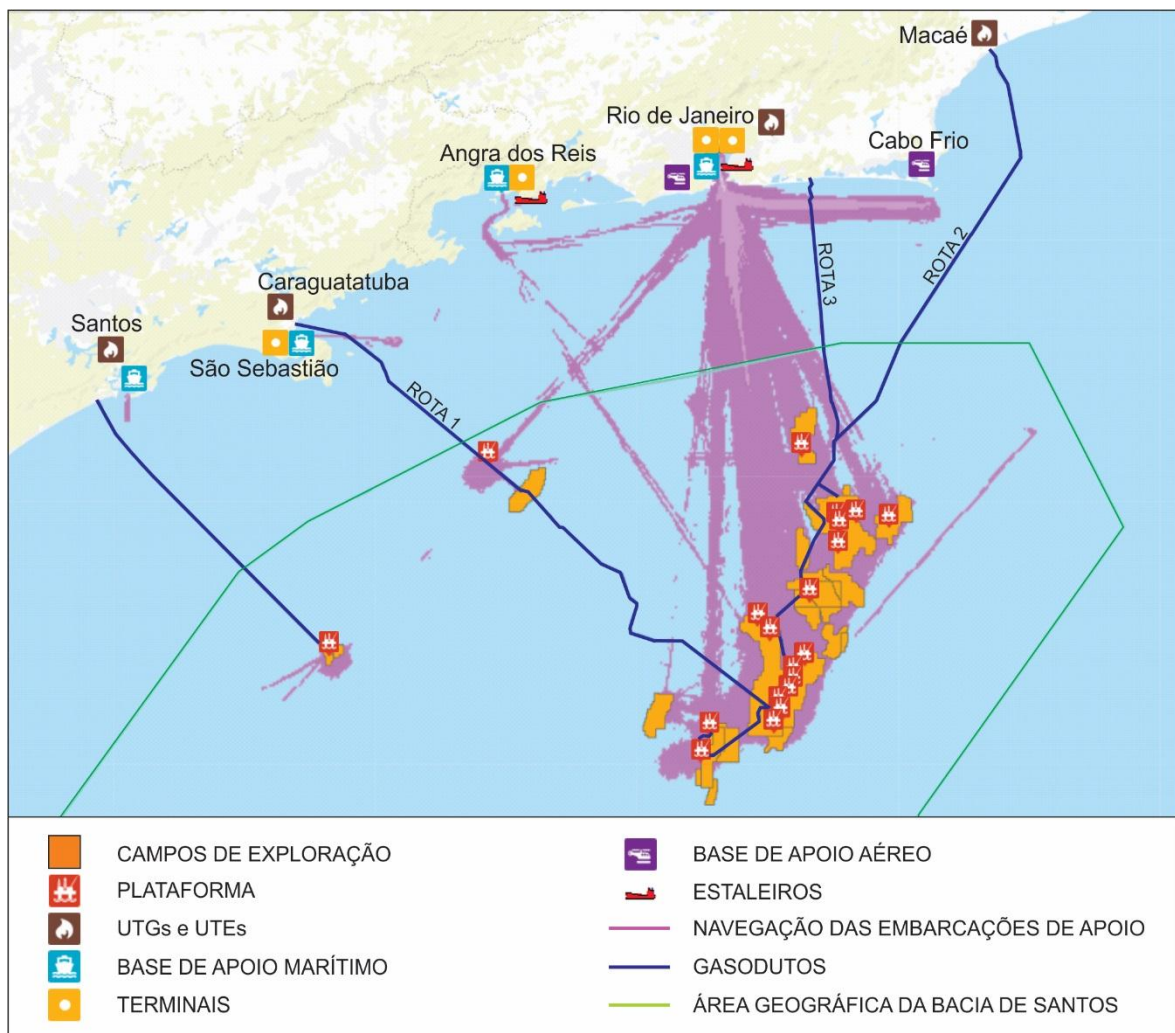 Macaé
Rio de Janeiro
Cabo Frio
Angra dos Reis
ROTA 3
ROTA 2
Caraguatatuba
Santos
São Sebastião
ROTA 1
CAMPOS DE EXPLORAÇÃO
PLATAFORMA
UTGs e UTEs
BASE DE APOIO MARÍTIMO
TERMINAIS
BASE DE APOIO AÉREO
ESTALEIROS
NAVEGAÇÃO DAS EMBARCAÇÕES DE APOIO
GASODUTOS
ÁREA GEOGRÁFICA DA BACIA DE SANTOS